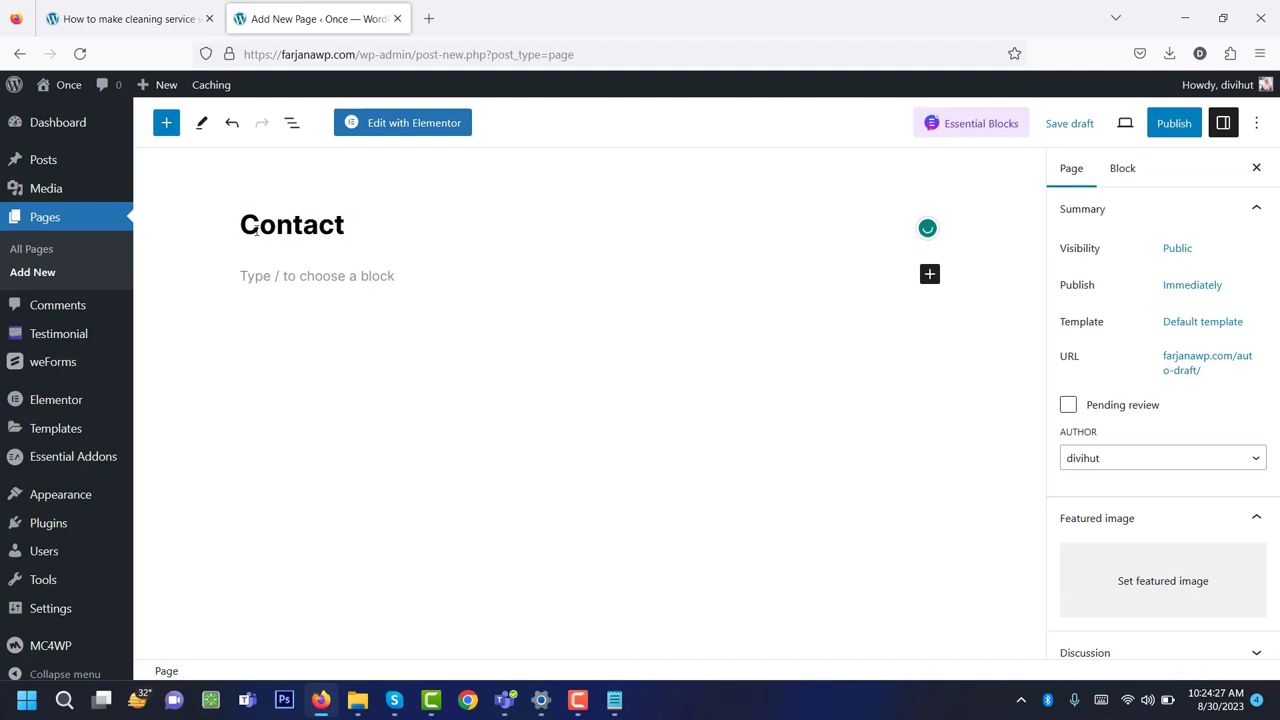 How to make cleaning service w
Add New Page ‹ Once — Word
https://farjanawp.com/wp-admin/post-new.php?post_type=page
Once
0
New
Caching
Howdy, divihut
Dashboard
Posts
Media
Pages
All Pages
Add New
Comments
Testimonial
weForms
Elementor
Templates
Essential Addons
Appearance
Plugins
Users
Tools
Settings
MC4WP
Collapse menu
Edit with Elementor
Essential Blocks
Save draft
Publish
Contact
Type / to choose a block
Page
Block
Summary
Visibility
Public
Publish
Immediately
Template
Default template
URL
farjanawp.com/aut
o-draft/
Pending review
AUTHOR
divihut
Featured image
Set featured image
Discussion
Page
32°
Ps
10:24:27 AM
8/30/2023
4